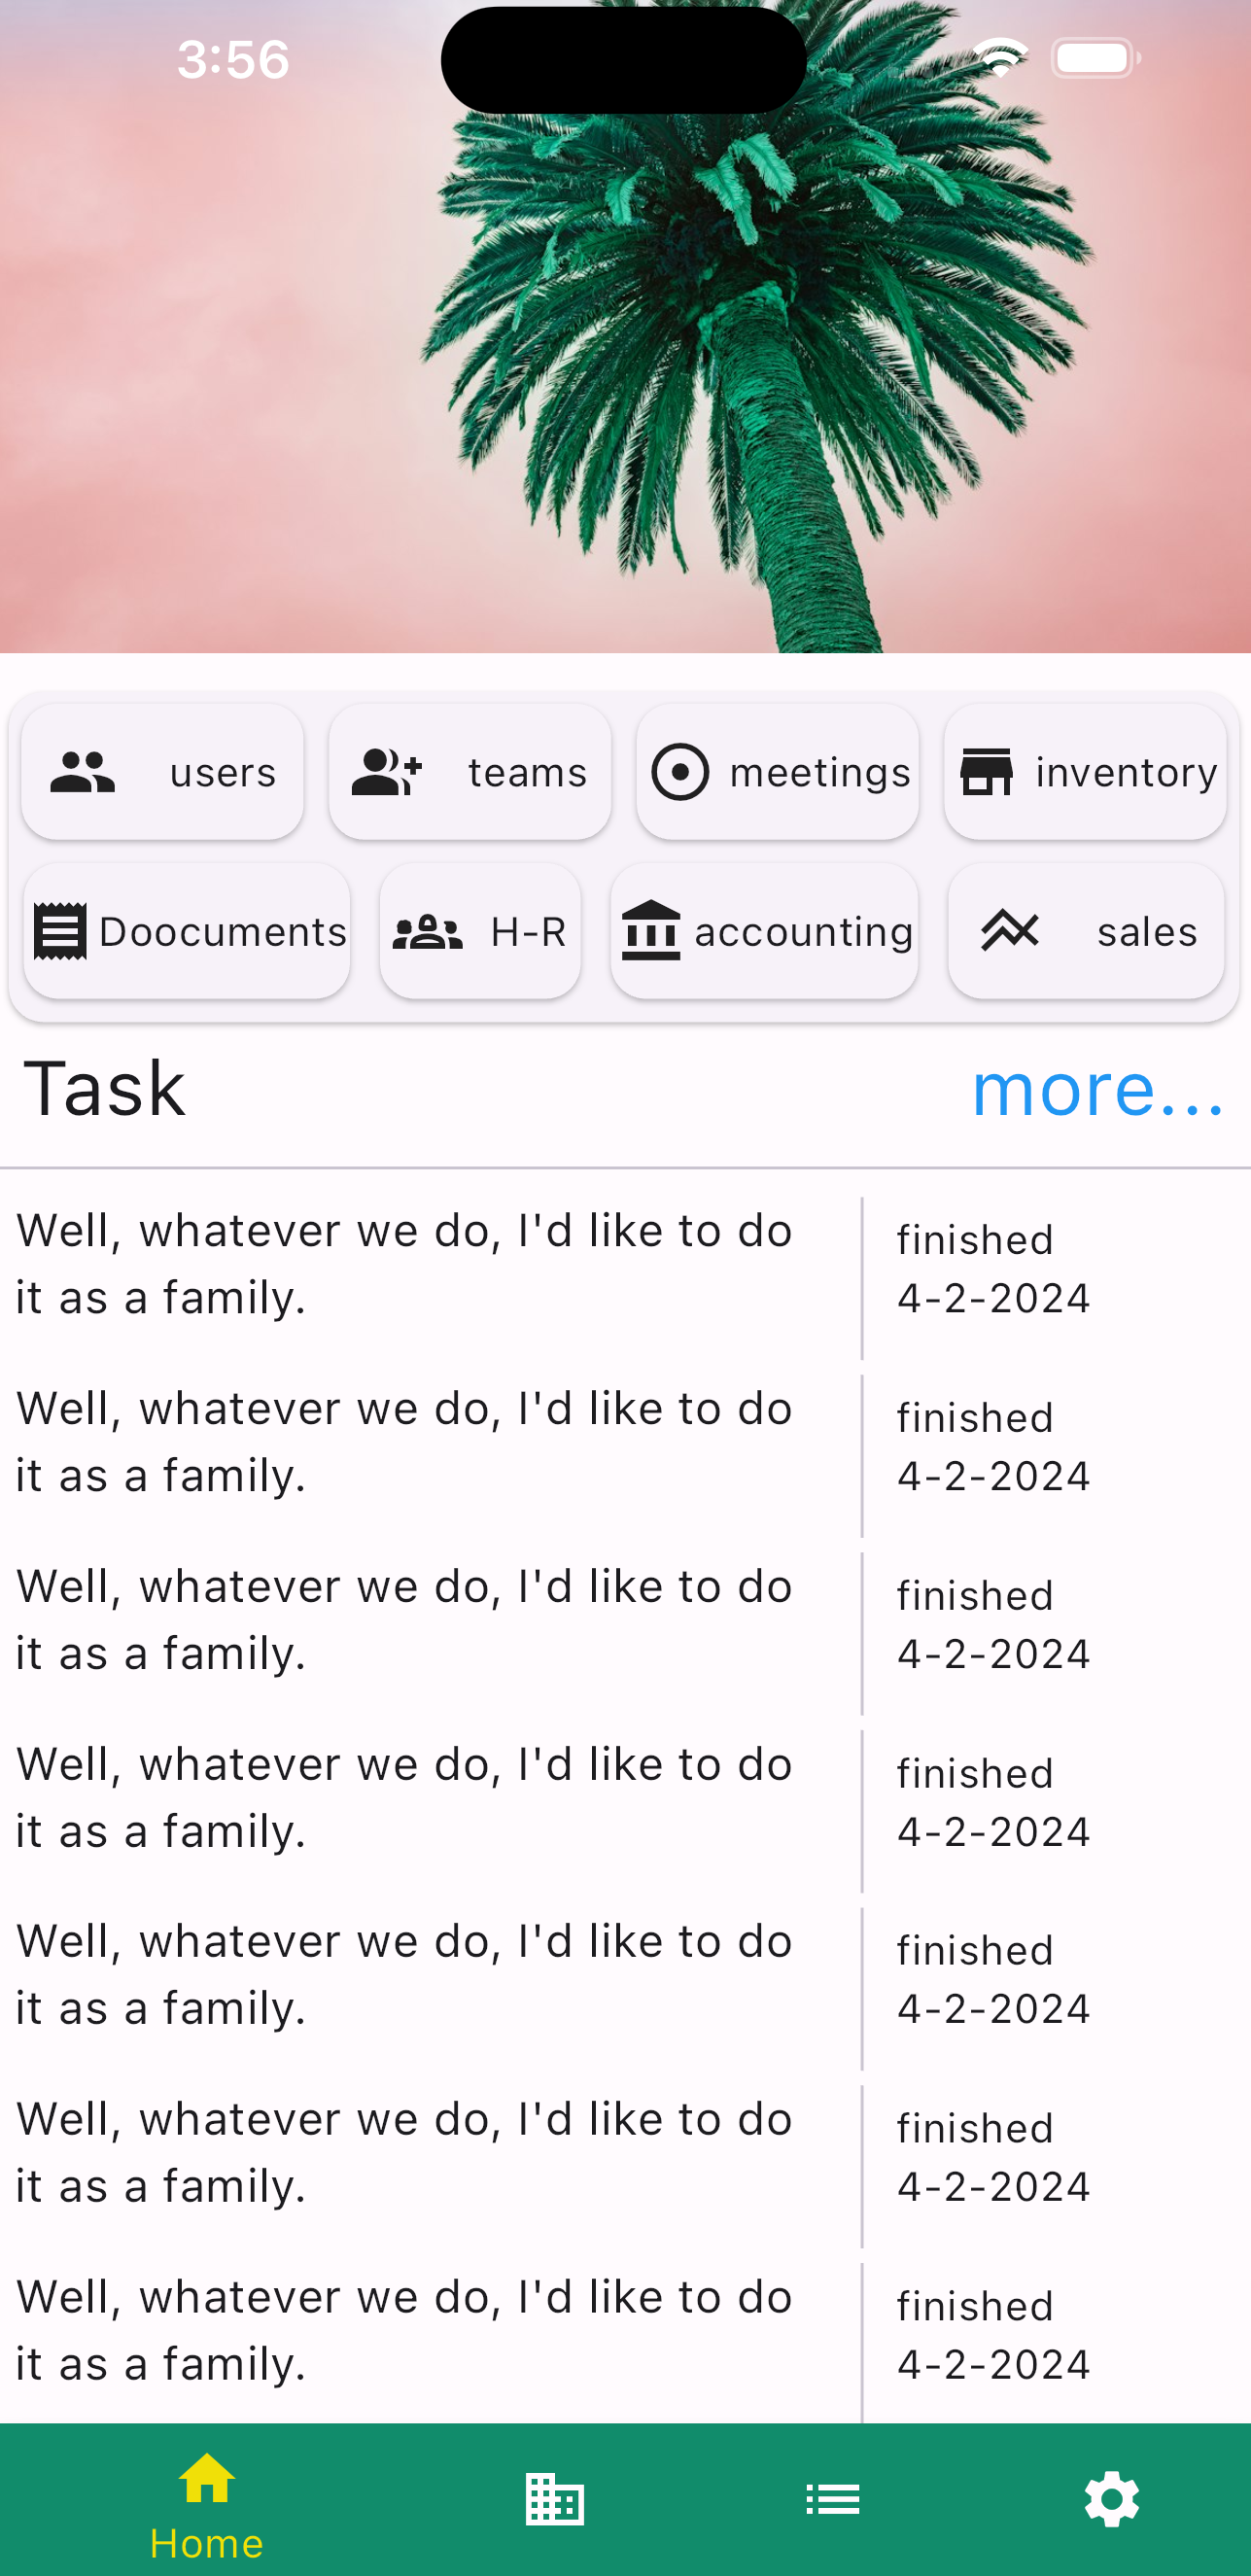 3:56
users teams meetings inventory
Doocuments H-R accounting sales
Task more...
Well, whatever we do, I'd like to do
it as a family.
finished
4-2-2024
Well, whatever we do, I'd like to do
it as a family.
finished
4-2-2024
Well, whatever we do, I'd like to do
it as a family.
finished
4-2-2024
Well, whatever we do, I'd like to do
it as a family.
finished
4-2-2024
Well, whatever we do, I'd like to do
it as a family.
finished
4-2-2024
Well, whatever we do, I'd like to do
it as a family.
finished
4-2-2024
Well, whatever we do, I'd like to do
it as a family.
finished
4-2-2024
Home